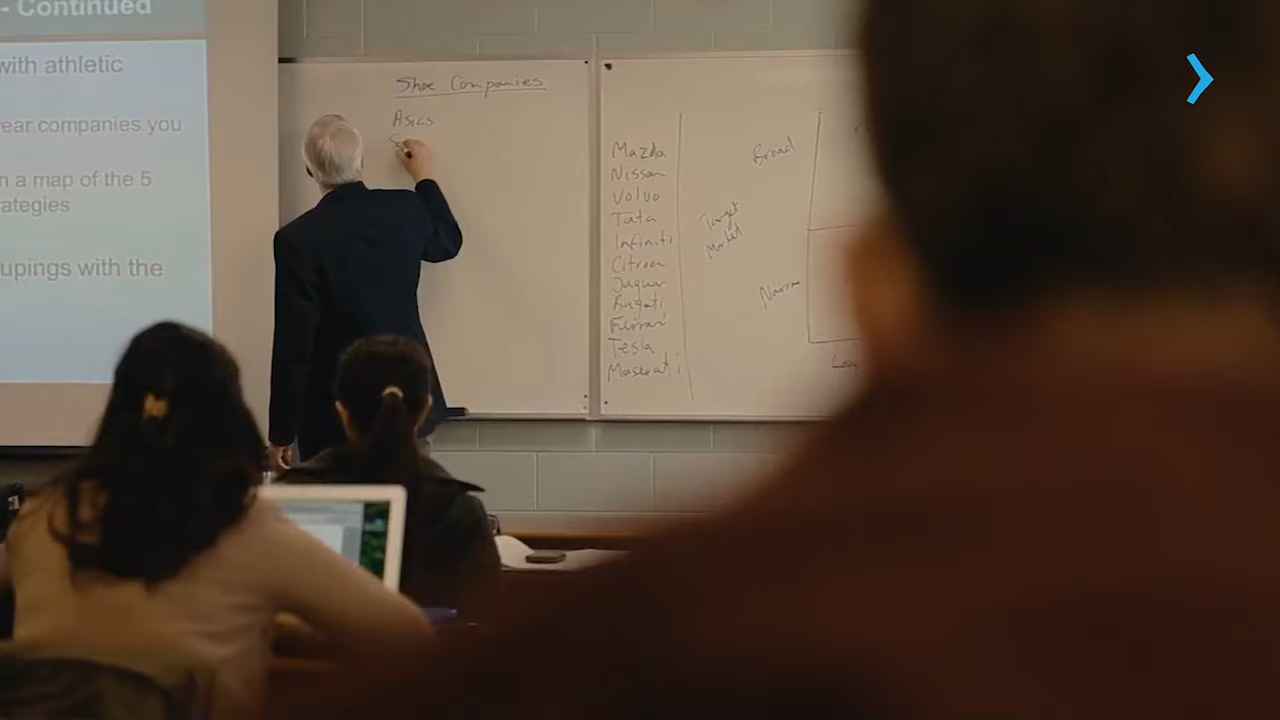 - Continued
with athletic
ear companies you
n a map of the 5
ategies
upings with the
Shoe Companies
Asics
S
Mazda
Nissan
Volvo
Tata
Infiniti
Citroen
Jaguar
Bugati
Ferrari
Tesla
Maserati
Broad
Target
Market
Narrow